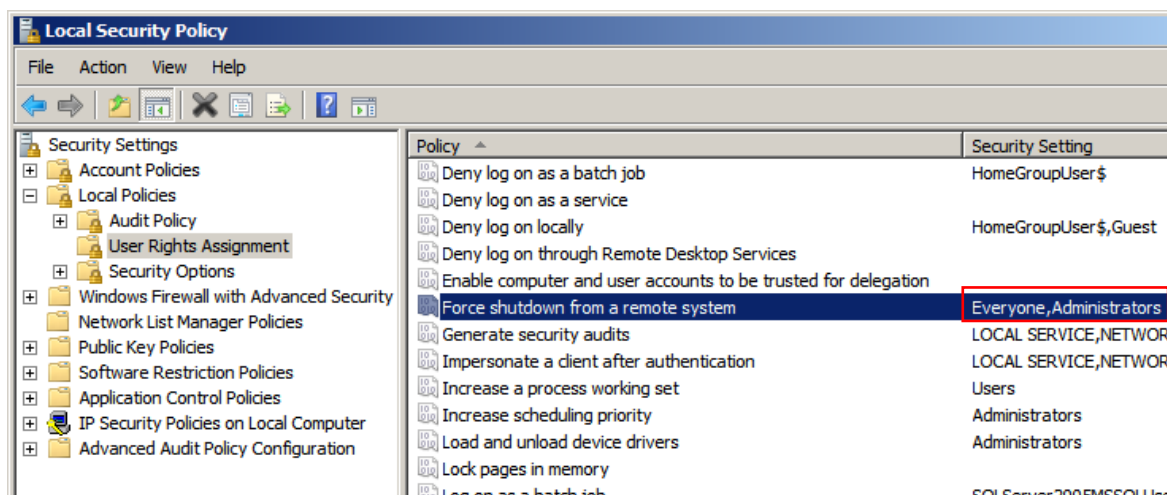 Local Security Policy
File Action View Help
Security Settings
Account Policies
Local Policies
Audit Policy
User Rights Assignment
Security Options
Windows Firewall with Advanced Security
Network List Manager Policies
Public Key Policies
Software Restriction Policies
Application Control Policies
IP Security Policies on Local Computer
Advanced Audit Policy Configuration
Policy Security Setting
Deny log on as a batch job HomeGroupUser$
Deny log on as a service
Deny log on locally HomeGroupUser$,Guest
Deny log on through Remote Desktop Services
Enable computer and user accounts to be trusted for delegation
Force shutdown from a remote system Everyone,Administrators
Generate security audits LOCAL SERVICE,NETWOR
Impersonate a client after authentication LOCAL SERVICE,NETWOR
Increase a process working set Users
Increase scheduling priority Administrators
Load and unload device drivers Administrators
Lock pages in memory
Log on as a batch job